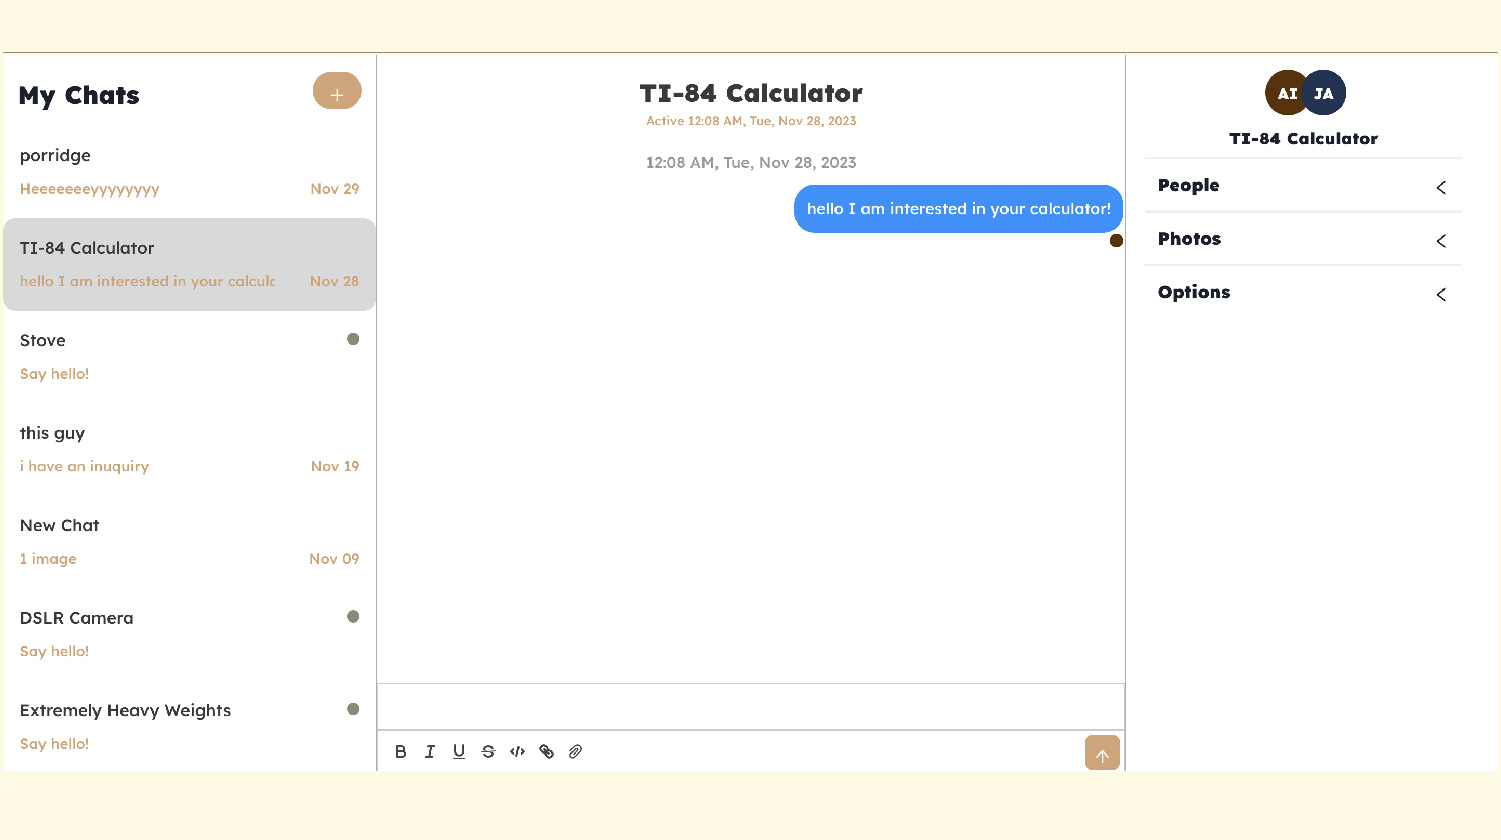 My Chats
+
porridge
Heeeeeeeyyyyyyyy
Nov 29
TI-84 Calculator
hello I am interested in your calculc
Nov 28
Stove
Say hello!
this guy
i have an inuquiry
Nov 19
New Chat
1 image
Nov 09
DSLR Camera
Say hello!
Extremely Heavy Weights
Say hello!
TI-84 Calculator
Active 12:08 AM, Tue, Nov 28, 2023
12:08 AM, Tue, Nov 28, 2023
hello I am interested in your calculator!
B I U S </>
AI JA
TI-84 Calculator
People
Photos
Options